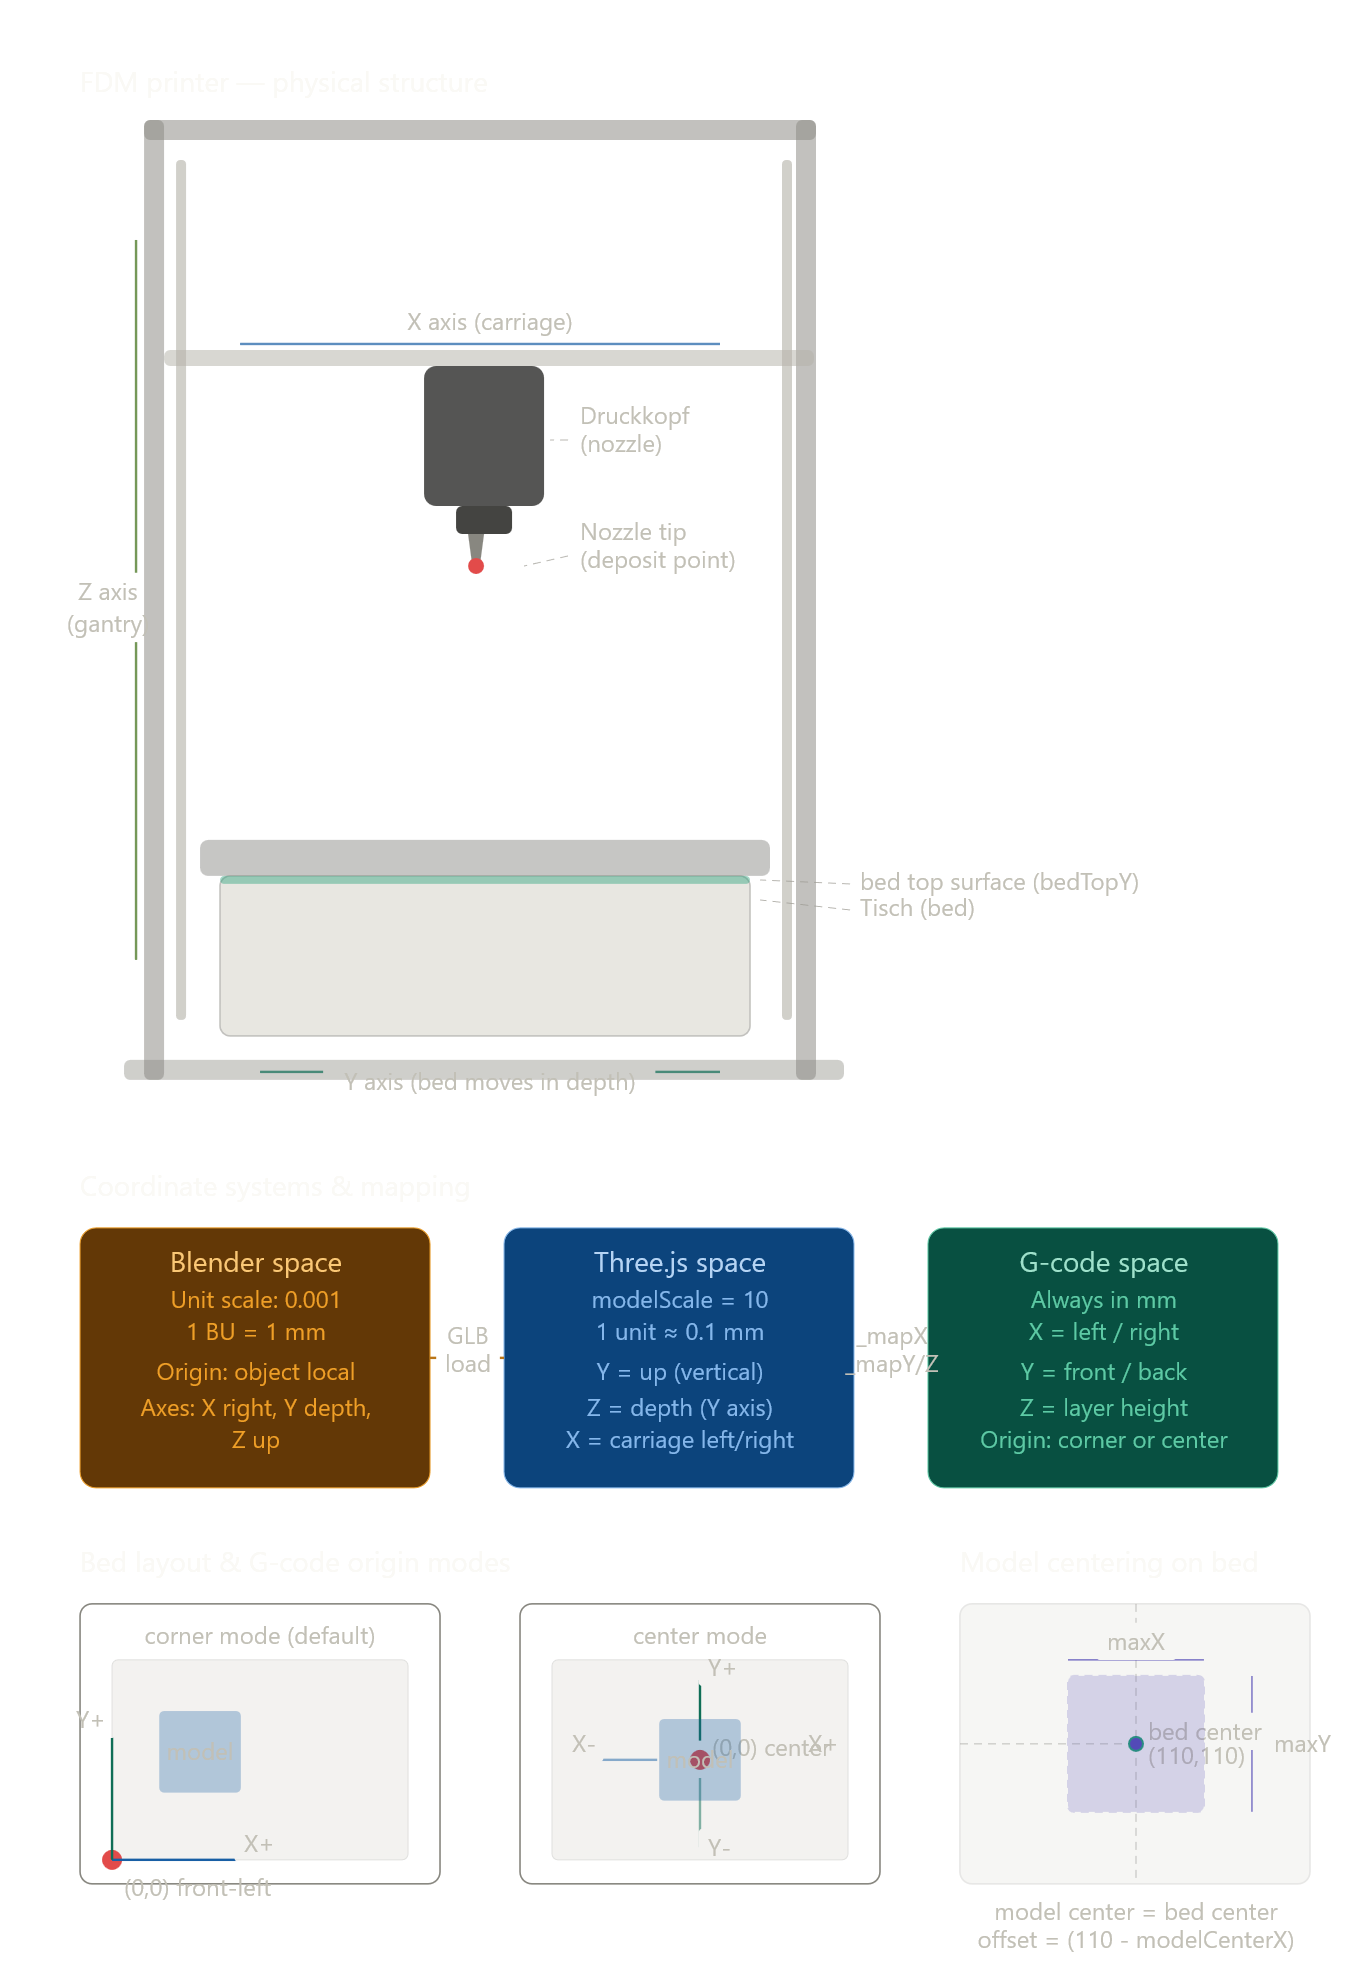 FDM printer — physical structure
X axis (carriage)
Druckkopf
(nozzle)
Nozzle tip
(deposit point)
Z axis
(gantry)
bed top surface (bedTopY)
Tisch (bed)
Y axis (bed moves in depth)
Coordinate systems & mapping
Blender space
Unit scale: 0.001
1 BU = 1 mm
Origin: object local
Axes: X right, Y depth,
Z up
GLB
load
Three.js space
modelScale = 10
1 unit ≈ 0.1 mm
Y = up (vertical)
Z = depth (Y axis)
X = carriage left/right
_mapX
_mapY/Z
G-code space
Always in mm
X = left / right
Y = front / back
Z = layer height
Origin: corner or center
Bed layout & G-code origin modes
corner mode (default)
Y+
model
X+
(0,0) front-left
center mode
Y+
X-
(0,0) center
X+
model
Y-
Model centering on bed
maxX
bed center
(110,110)
maxY
model center = bed center
offset = (110 - modelCenterX)